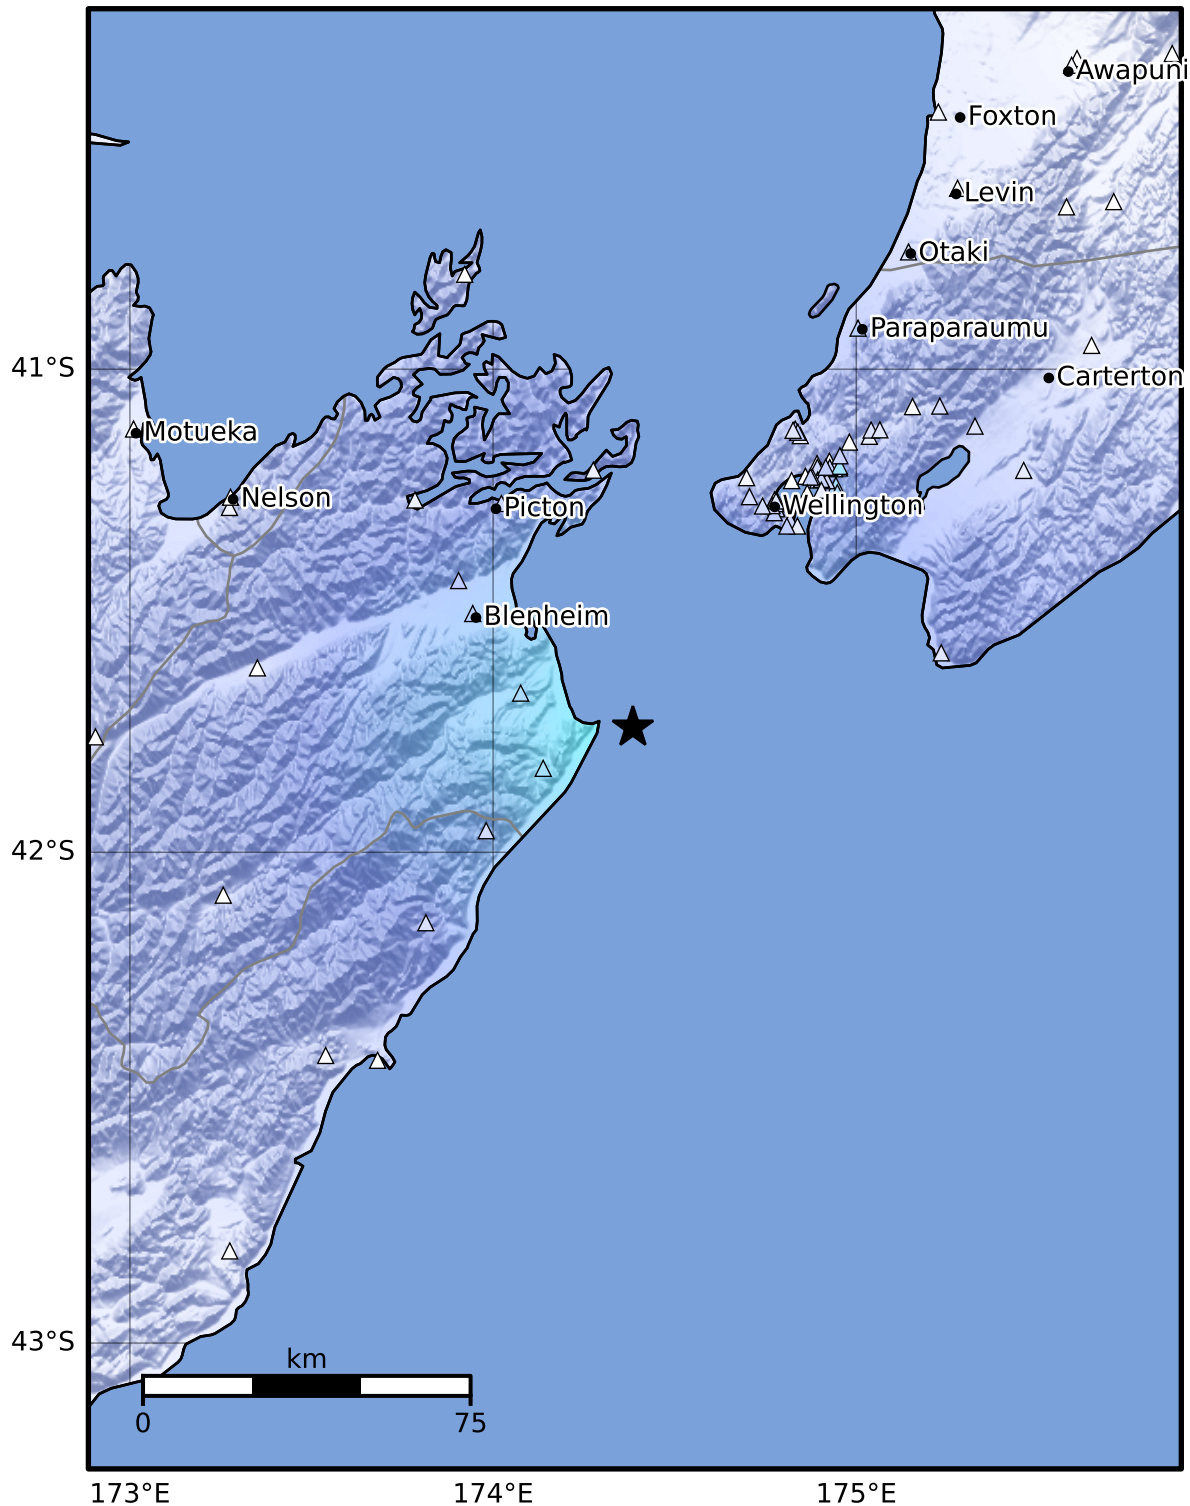 Awapuni
Foxton
Levin
Otaki
Paraparaumu
41°S
Carterton
Motueka
Nelson
Picton
Wellington
Blenheim
42°S
43°S
km
0 75
173°E 174°E 175°E